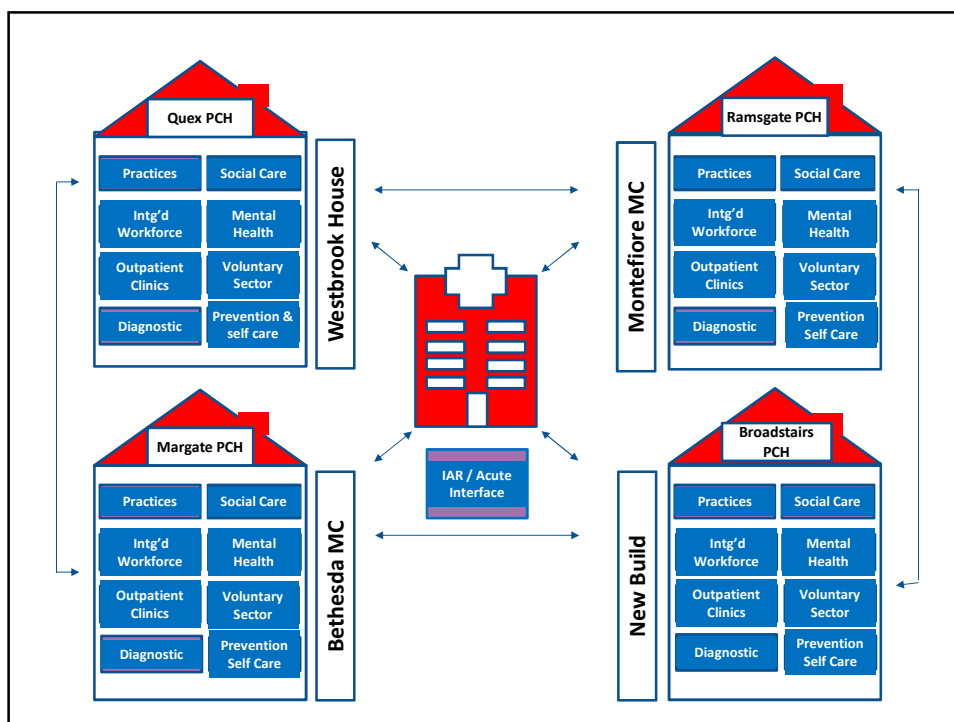 Quex PCH
Practices
Social Care
Intg'd
Workforce
Mental
Health
Outpatient
Clinics
Voluntary
Sector
Diagnostic
Prevention &
self care
Westbrook House
Ramsgate PCH
Montefiore MC
Practices
Social Care
Intg'd
Workforce
Mental
Health
Outpatient
Clinics
Voluntary
Sector
Diagnostic
Prevention
Self Care
IAR / Acute
Interface
Margate PCH
Practices
Social Care
Intg'd
Workforce
Mental
Health
Outpatient
Clinics
Voluntary
Sector
Diagnostic
Prevention
Self Care
Bethesda MC
Broadstairs
PCH
New Build
Practices
Social Care
Intg'd
Workforce
Mental
Health
Outpatient
Clinics
Voluntary
Sector
Diagnostic
Prevention
Self Care